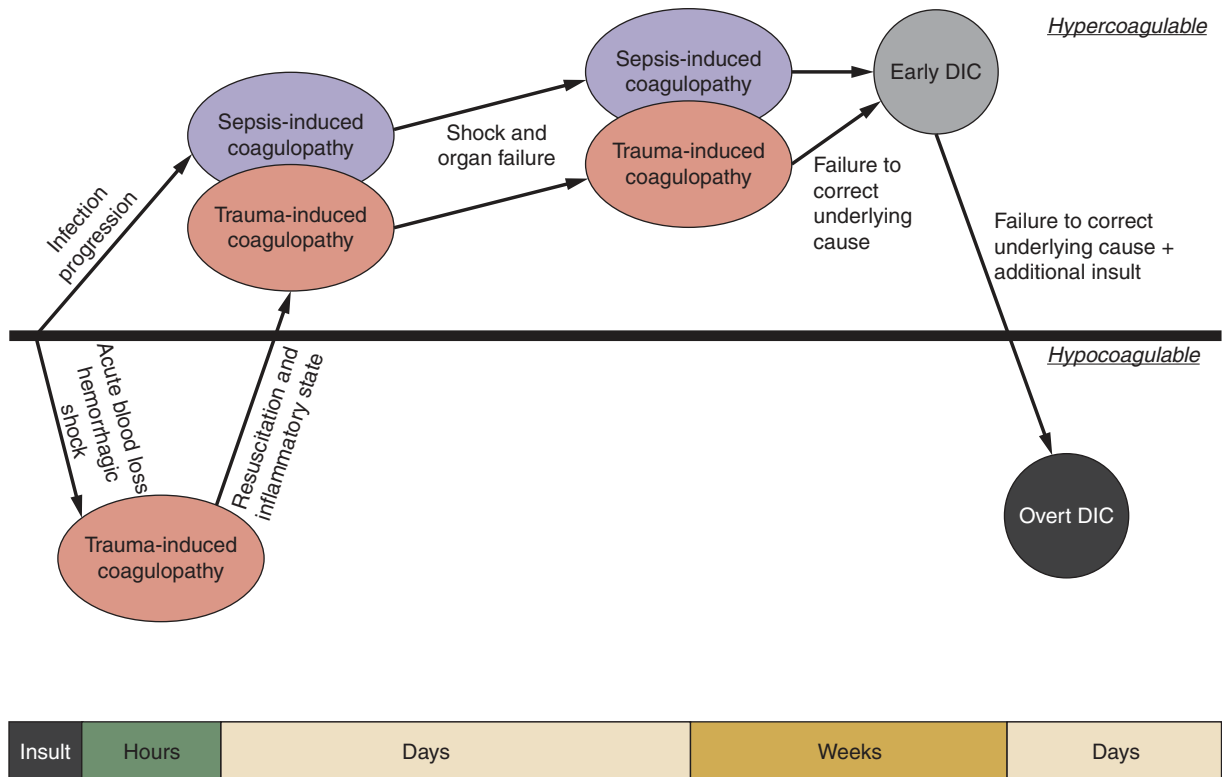 Hypercoagulable
Sepsis-induced
coagulopathy
Early DIC
Sepsis-induced
coagulopathy
Shock and
organ failure
Trauma-induced
coagulopathy
Failure to
correct
underlying
cause
Infection
progression
Trauma-induced
coagulopathy
Failure to correct
underlying cause +
additional insult
Hypocoagulable
Acute blood loss
hemorrhagic
shock
Resuscitation and
inflammatory state
Trauma-induced
coagulopathy
Overt DIC
Insult
Hours
Days
Weeks
Days